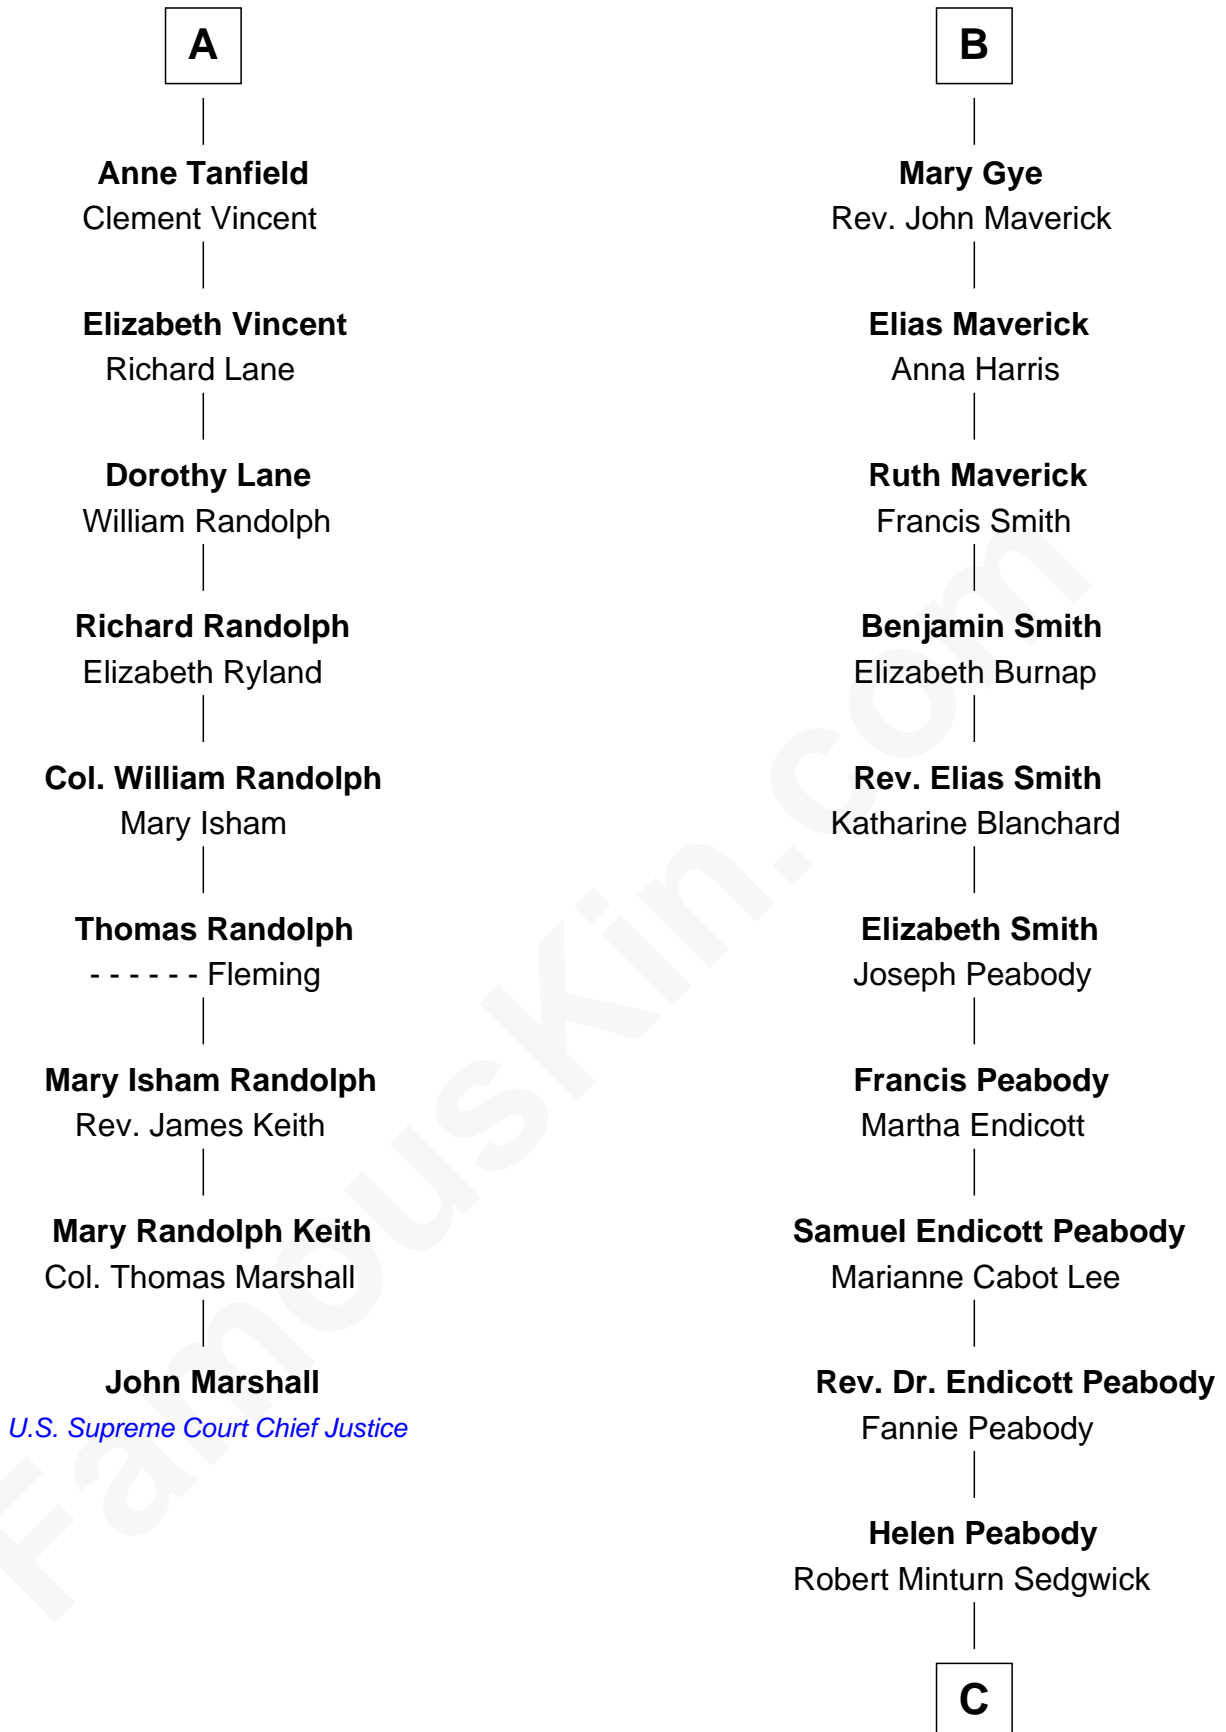 A
Anne Tanfield
Clement Vincent
Elizabeth Vincent
Richard Lane
Dorothy Lane
William Randolph
Richard Randolph
Elizabeth Ryland
Col. William Randolph
Mary Isham
Thomas Randolph
- - - - - - Fleming
Mary Isham Randolph
Rev. James Keith
Mary Randolph Keith
Col. Thomas Marshall
John Marshall
U.S. Supreme Court Chief Justice
B
Mary Gye
Rev. John Maverick
Elias Maverick
Anna Harris
Ruth Maverick
Francis Smith
Benjamin Smith
Elizabeth Burnap
Rev. Elias Smith
Katharine Blanchard
Elizabeth Smith
Joseph Peabody
Francis Peabody
Martha Endicott
Samuel Endicott Peabody
Marianne Cabot Lee
Rev. Dr. Endicott Peabody
Fannie Peabody
Helen Peabody
Robert Minturn Sedgwick
C
FamousKin.com